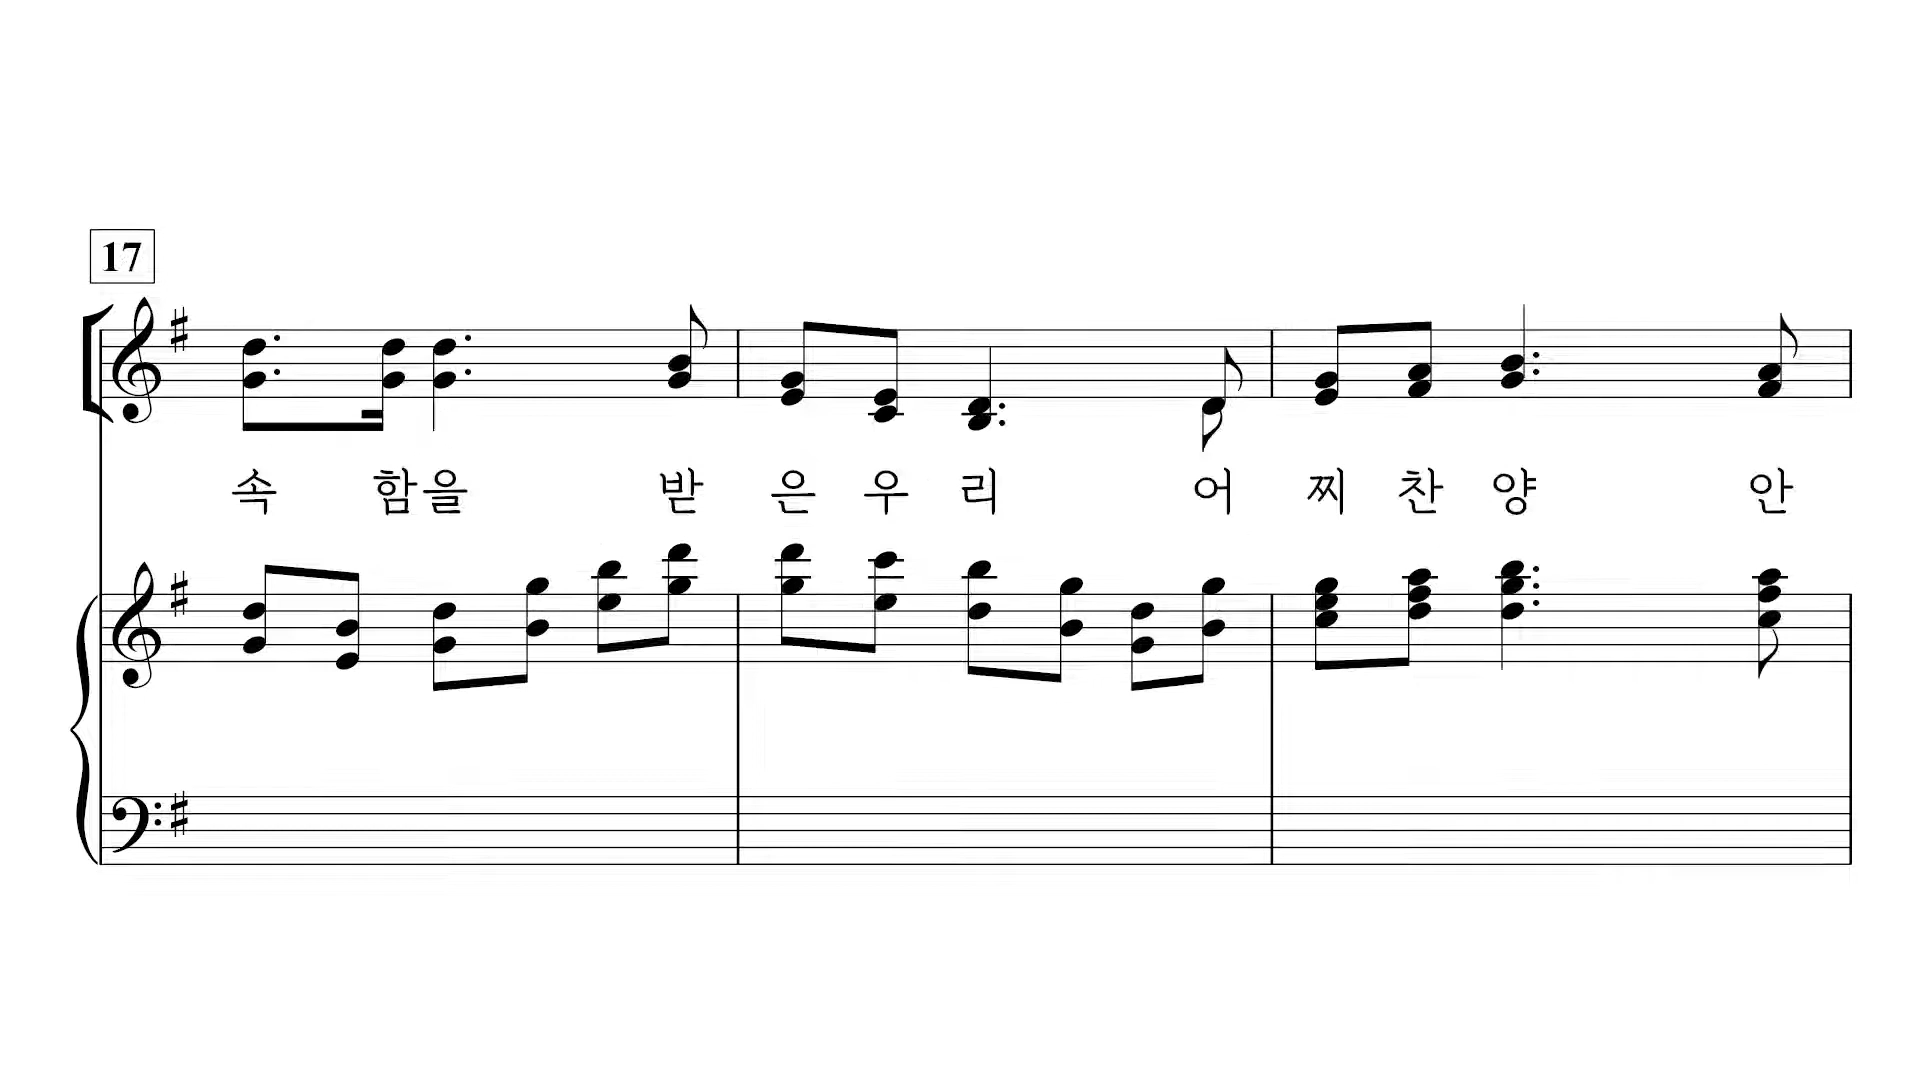 17
속 함을 받 은 우 리 어 찌 찬 양 안